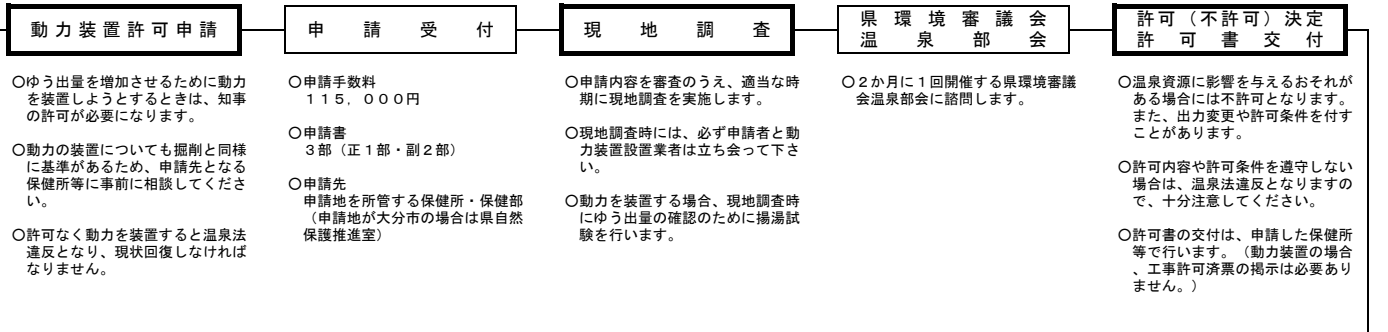 動力装置許可申請
○ゆう出量を増加させるために動力
を装置しようとするときは、知事
の許可が必要になります。
○動力の装置についても掘削と同様
に基準があるため、申請先となる
保健所等に事前に相談してくださ
い。
○許可なく動力を装置すると温泉法
違反となり、現状回復しなければ
なりません。
申請受付
○申請手数料
115,000円
○申請書
3部（正1部・副2部）
○申請先
申請地を所管する保健所・保健部
（申請地が大分市の場合は県自然
保護推進室）
現地調査
○申請内容を審査のうえ、適当な時
期に現地調査を実施します。
○現地調査時には、必ず申請者と動
力装置設置業者は立ち会って下さ
い。
○動力を装置する場合、現地調査時
にゆう出量の確認のために揚湯試
験を行います。
県環境審議会
温泉部会
○2か月に1回開催する県環境審議
会温泉部会に諮問します。
許可（不許可）決定
許可書交付
○温泉資源に影響を与えるおそれが
ある場合には不許可となります。
また、出力変更や許可条件を付す
ことがあります。
○許可内容や許可条件を遵守しない
場合は、温泉法違反となりますの
で、十分注意してください。
○許可書の交付は、申請した保健所
等で行います。（動力装置の場合
、工事許可済票の掲示は必要あり
ません。）